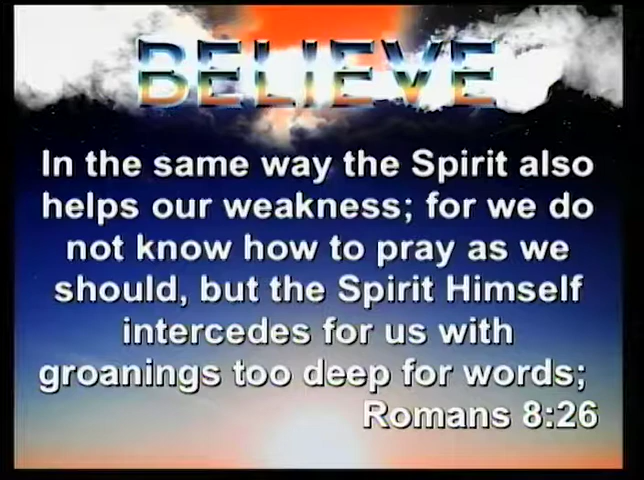 BELIEVE
In the same way the Spirit also
helps our weakness; for we do
not know how to pray as we
should, but the Spirit Himself
intercedes for us with
groanings too deep for words;
Romans 8:26